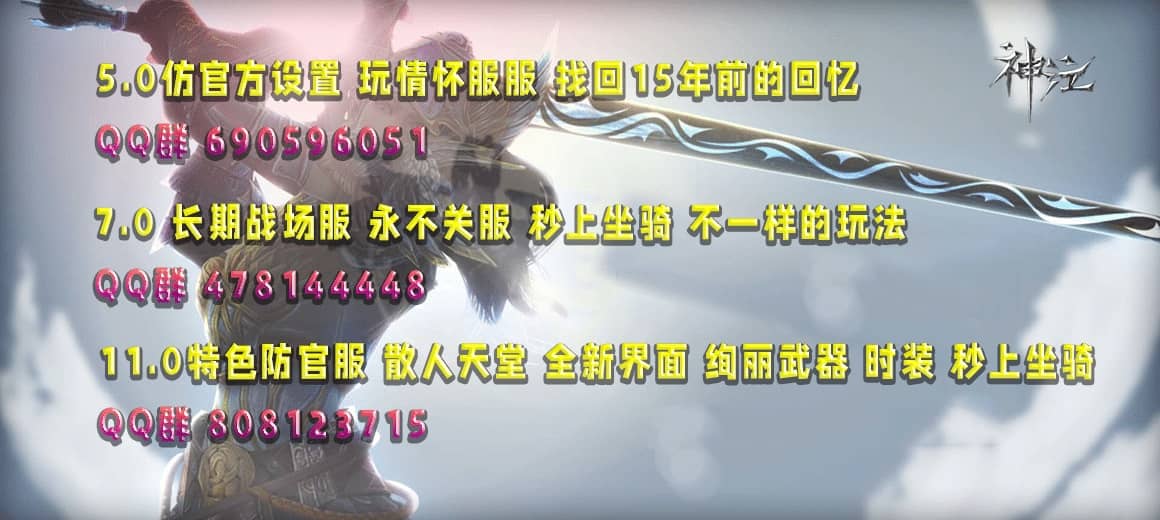 神泣
5.0仿官方设置 玩情怀服服 找回15年前的回忆
QQ群 690596051
7.0 长期战场服 永不关服 秒上坐骑 不一样的玩法
QQ群 478144448
11.0特色防官服 散人天堂 全新界面 绚丽武器 时装 秒上坐骑
QQ群 808123715